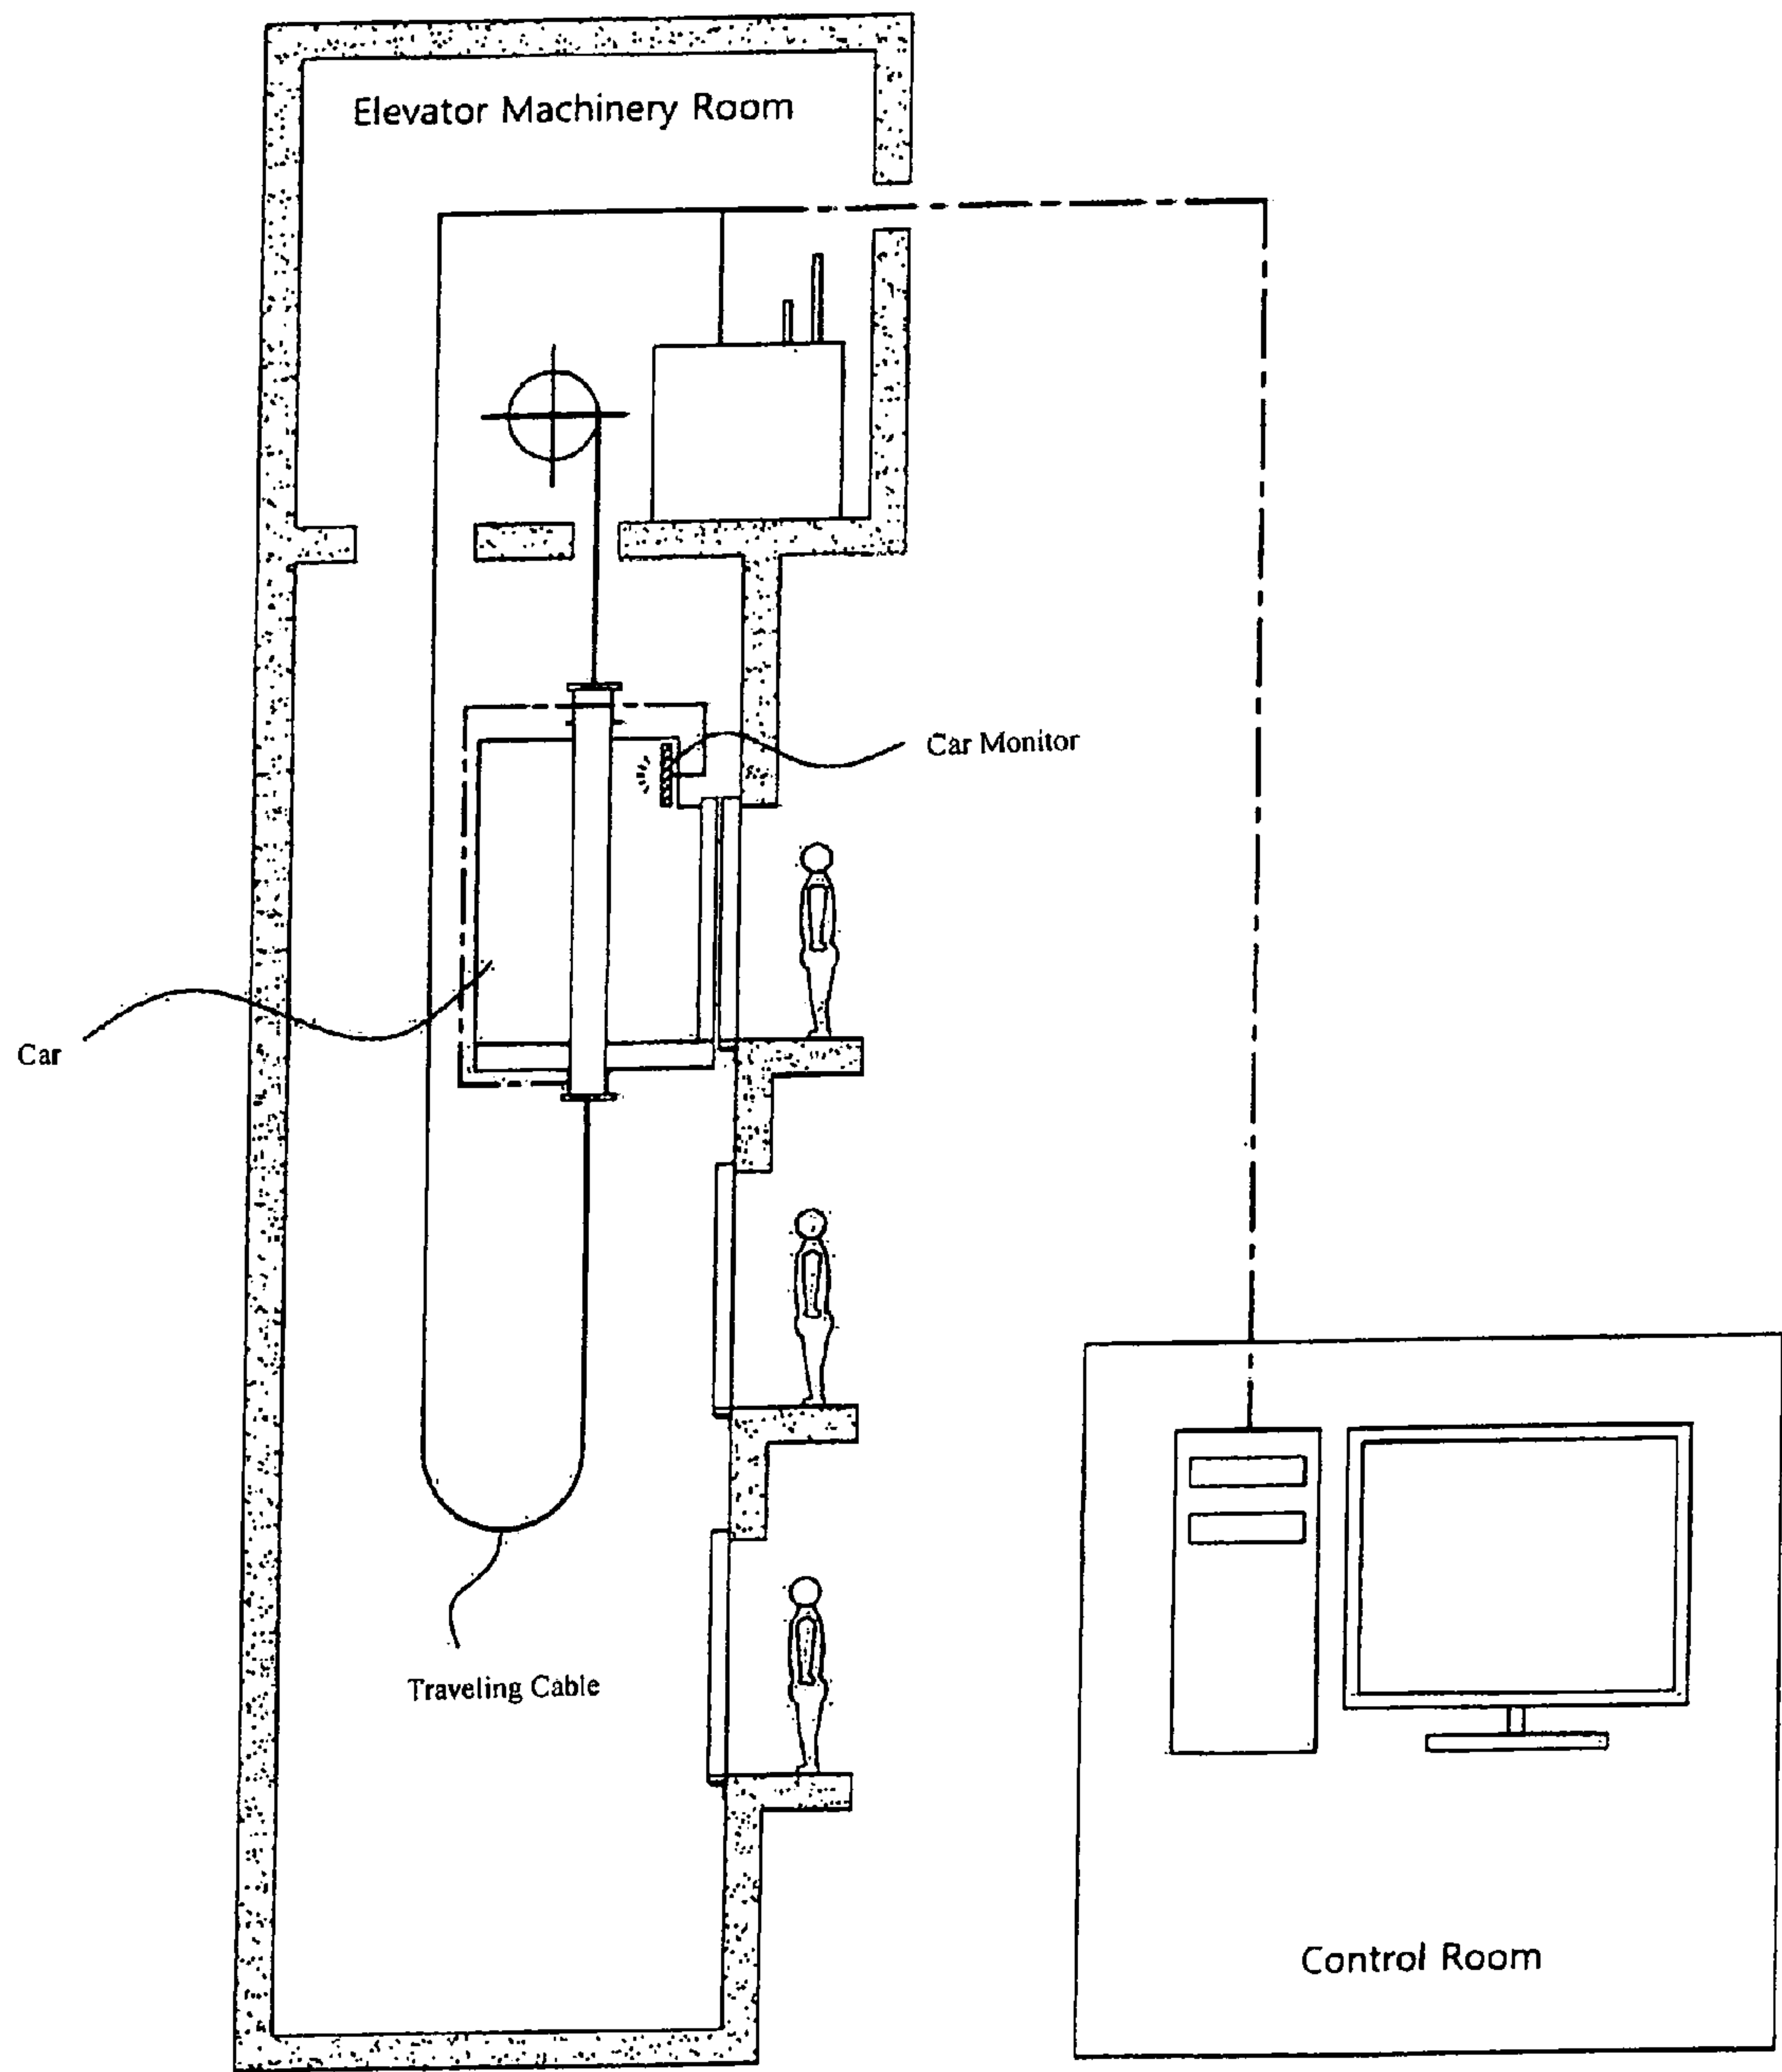 Elevator Machinery Room
Car Monitor
Car
Traveling Cable
Control Room